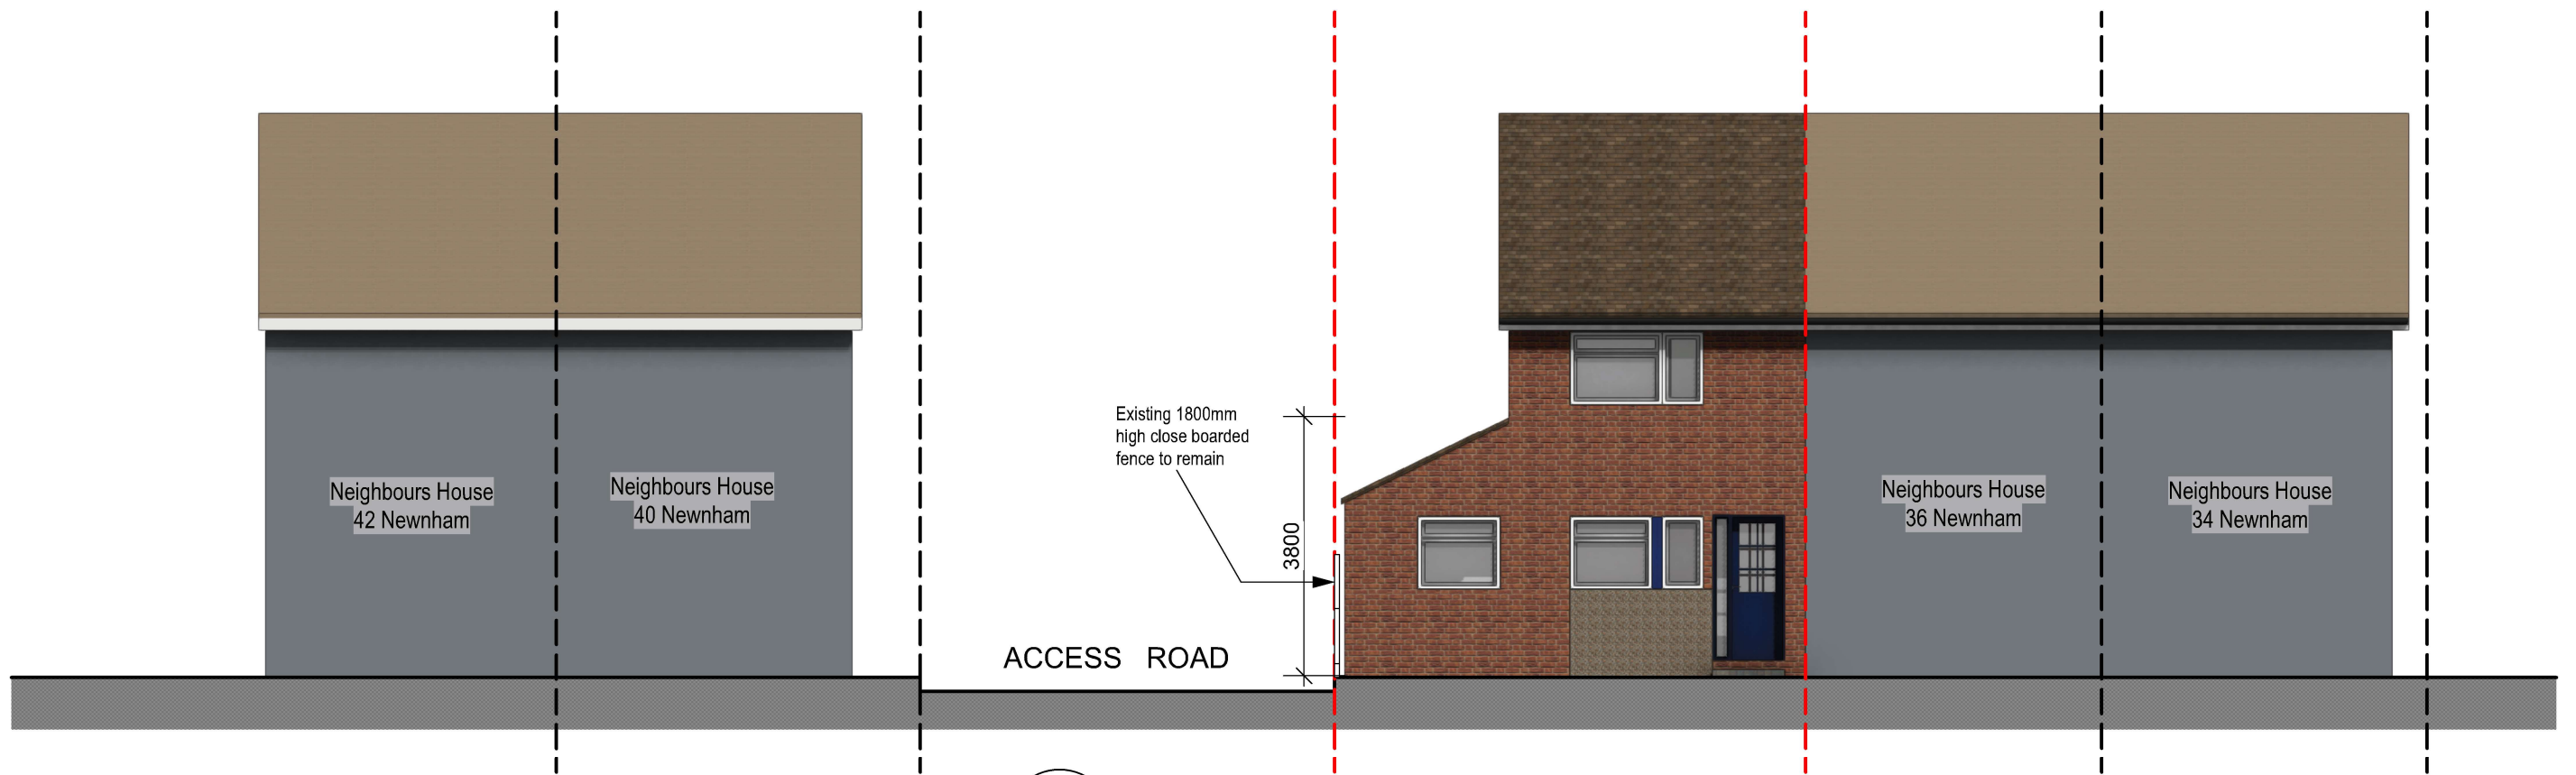 Existing 1800mm
high close boarded
fence to remain
Neighbours House
42 Newnham
Neighbours House
40 Newnham
3800
Neighbours House
36 Newnham
Neighbours House
34 Newnham
ACCESS ROAD